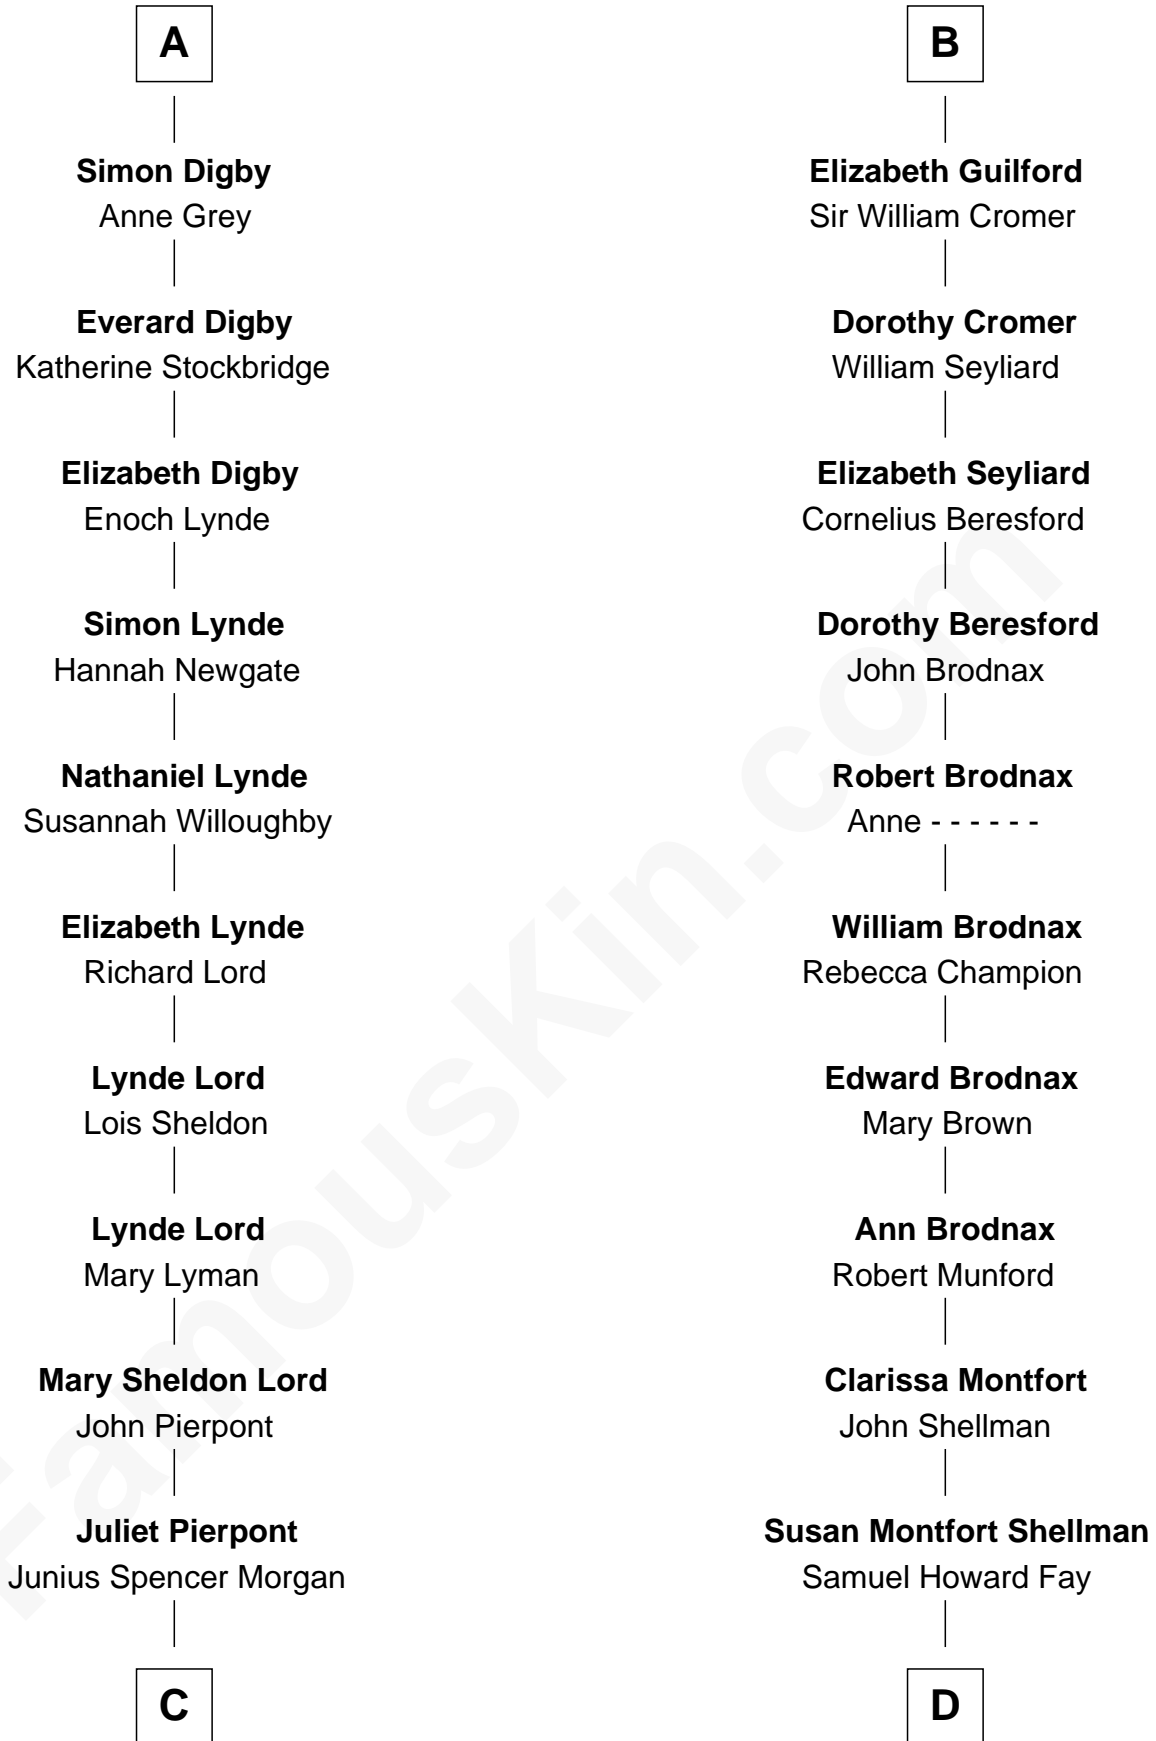 A
Simon Digby
Anne Grey
Everard Digby
Katherine Stockbridge
Elizabeth Digby
Enoch Lynde
Simon Lynde
Hannah Newgate
Nathaniel Lynde
Susannah Willoughby
Elizabeth Lynde
Richard Lord
Lynde Lord
Lois Sheldon
Lynde Lord
Mary Lyman
Mary Sheldon Lord
John Pierpont
Juliet Pierpont
Junius Spencer Morgan
C
B
Elizabeth Guilford
Sir William Cromer
Dorothy Cromer
William Seyliard
Elizabeth Seyliard
Cornelius Beresford
Dorothy Beresford
John Brodnax
Robert Brodnax
Anne - - - - - -
William Brodnax
Rebecca Champion
Edward Brodnax
Mary Brown
Ann Brodnax
Robert Munford
Clarissa Montfort
John Shellman
Susan Montfort Shellman
Samuel Howard Fay
D
FamousKin.com